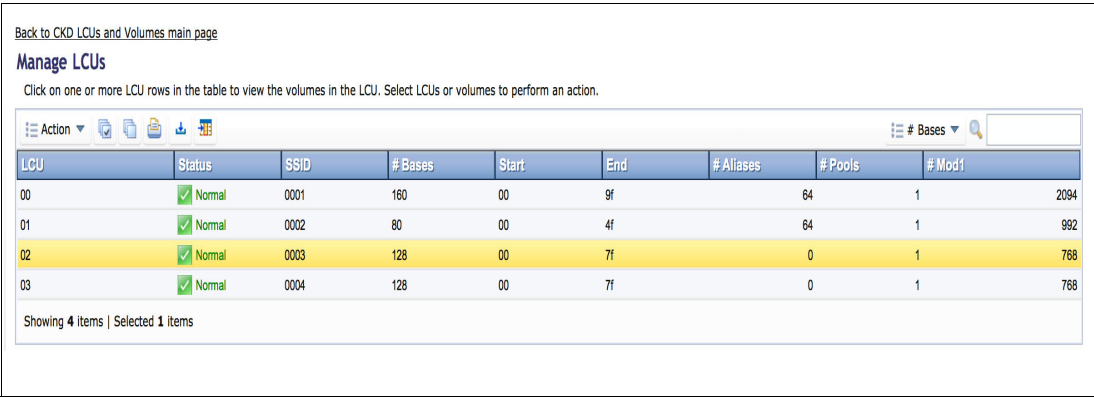 Back to CKD LCUs and Volumes main page
Manage LCUs
Click on one or more LCU rows in the table to view the volumes in the LCU. Select LCUs or volumes to perform an action.
Action # Bases
LCU Status SSID # Bases Start End # Aliases # Pools # Mod1
00 Normal 0001 160 00 9f 64 1 2094
01 Normal 0002 80 00 4f 64 1 992
02 Normal 0003 128 00 7f 0 1 768
03 Normal 0004 128 00 7f 0 1 768
Showing 4 items | Selected 1 items